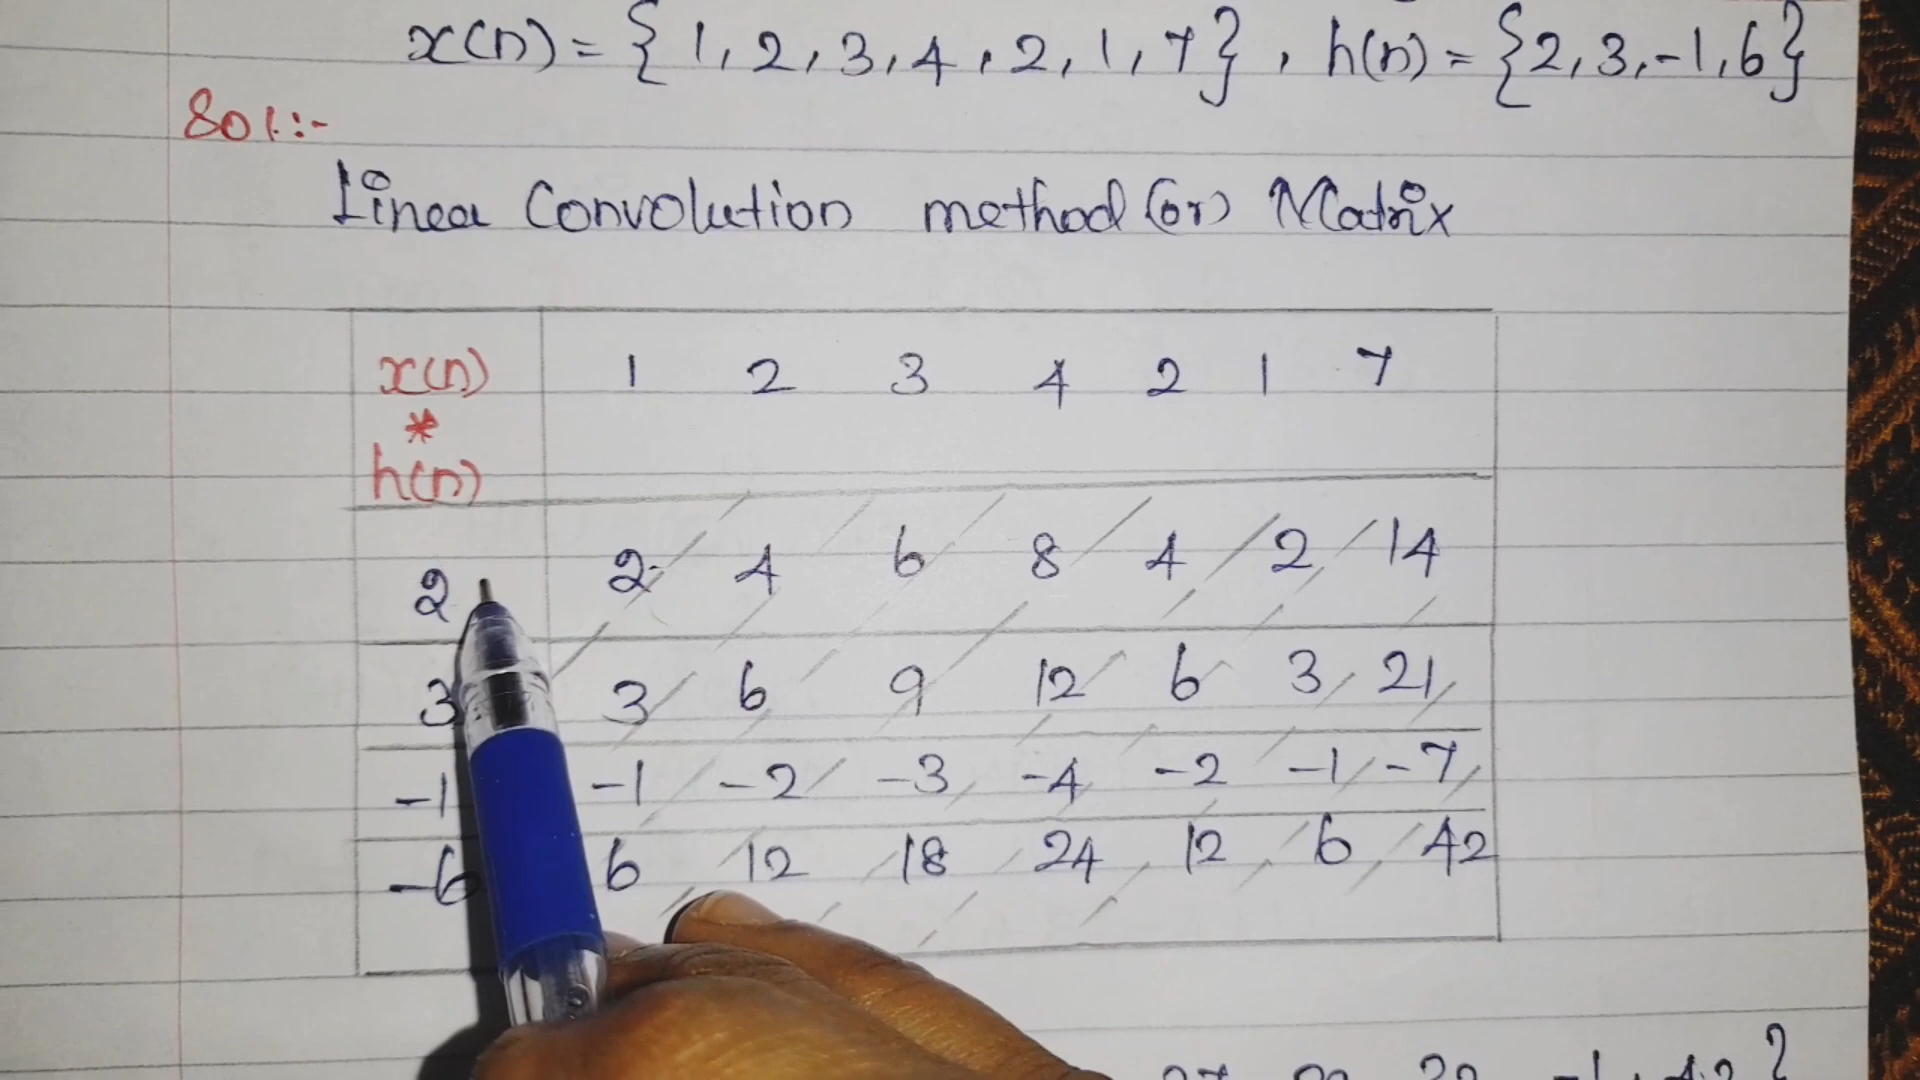 x(n) = {1, 2, 3, 4, 2, 1, 7}, h(n) = {2, 3, -1, 6}
Sol:-
Linear Convolution method (or) Matrix
x(n) * h(n) 1 2 3 4 2 1 7
2 2 4 6 8 4 2 14
3 3 6 9 12 6 3 21
-1 -1 -2 -3 -4 -2 -1 -7
-6 6 12 18 24 12 6 42
-1, 42}